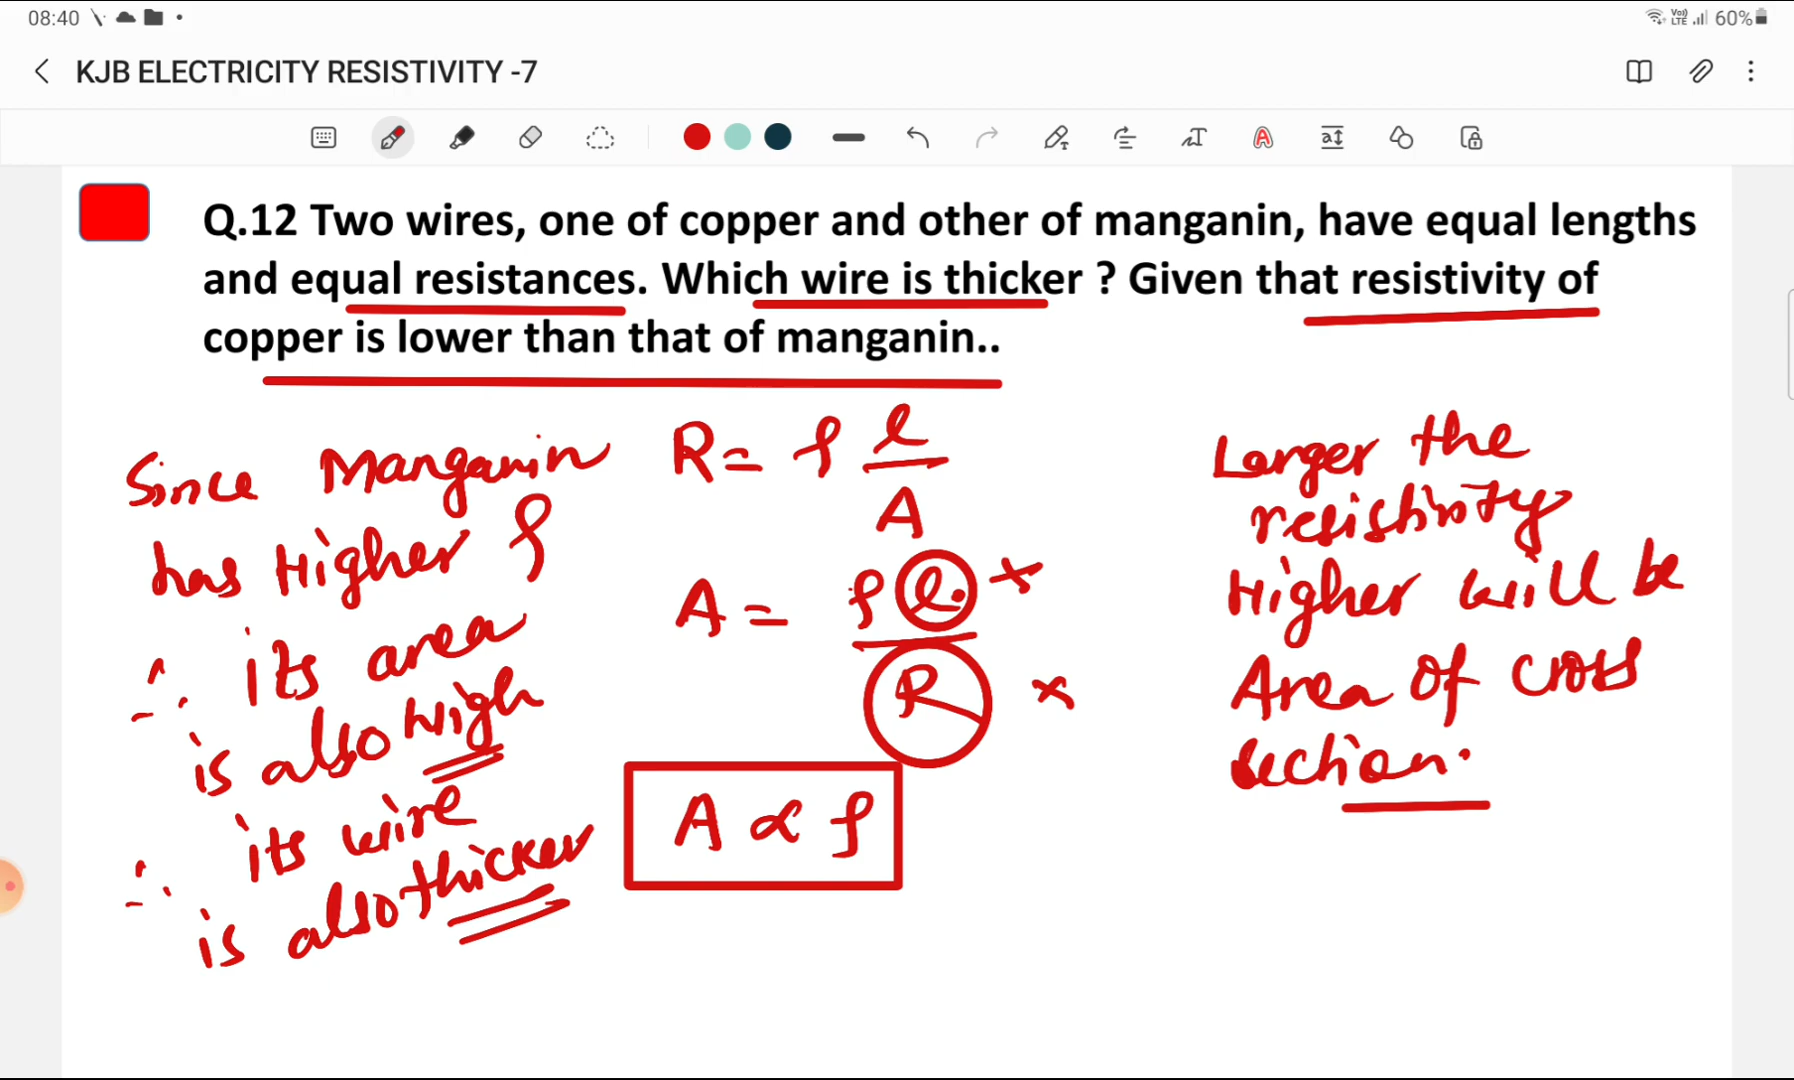 08:40
Vo)) LTE 60%
KJB ELECTRICITY RESISTIVITY -7
Q.12 Two wires, one of copper and other of manganin, have equal lengths
and equal resistances. Which wire is thicker ? Given that resistivity of
copper is lower than that of manganin..
Since Manganin
has Higher ρ
∴ its area
is also High
∴ its wire
is also thicker
R = ρ l/A
A = ρ l/R
A ∝ ρ
Larger the
resistivity
Higher will be
Area of cross
section.